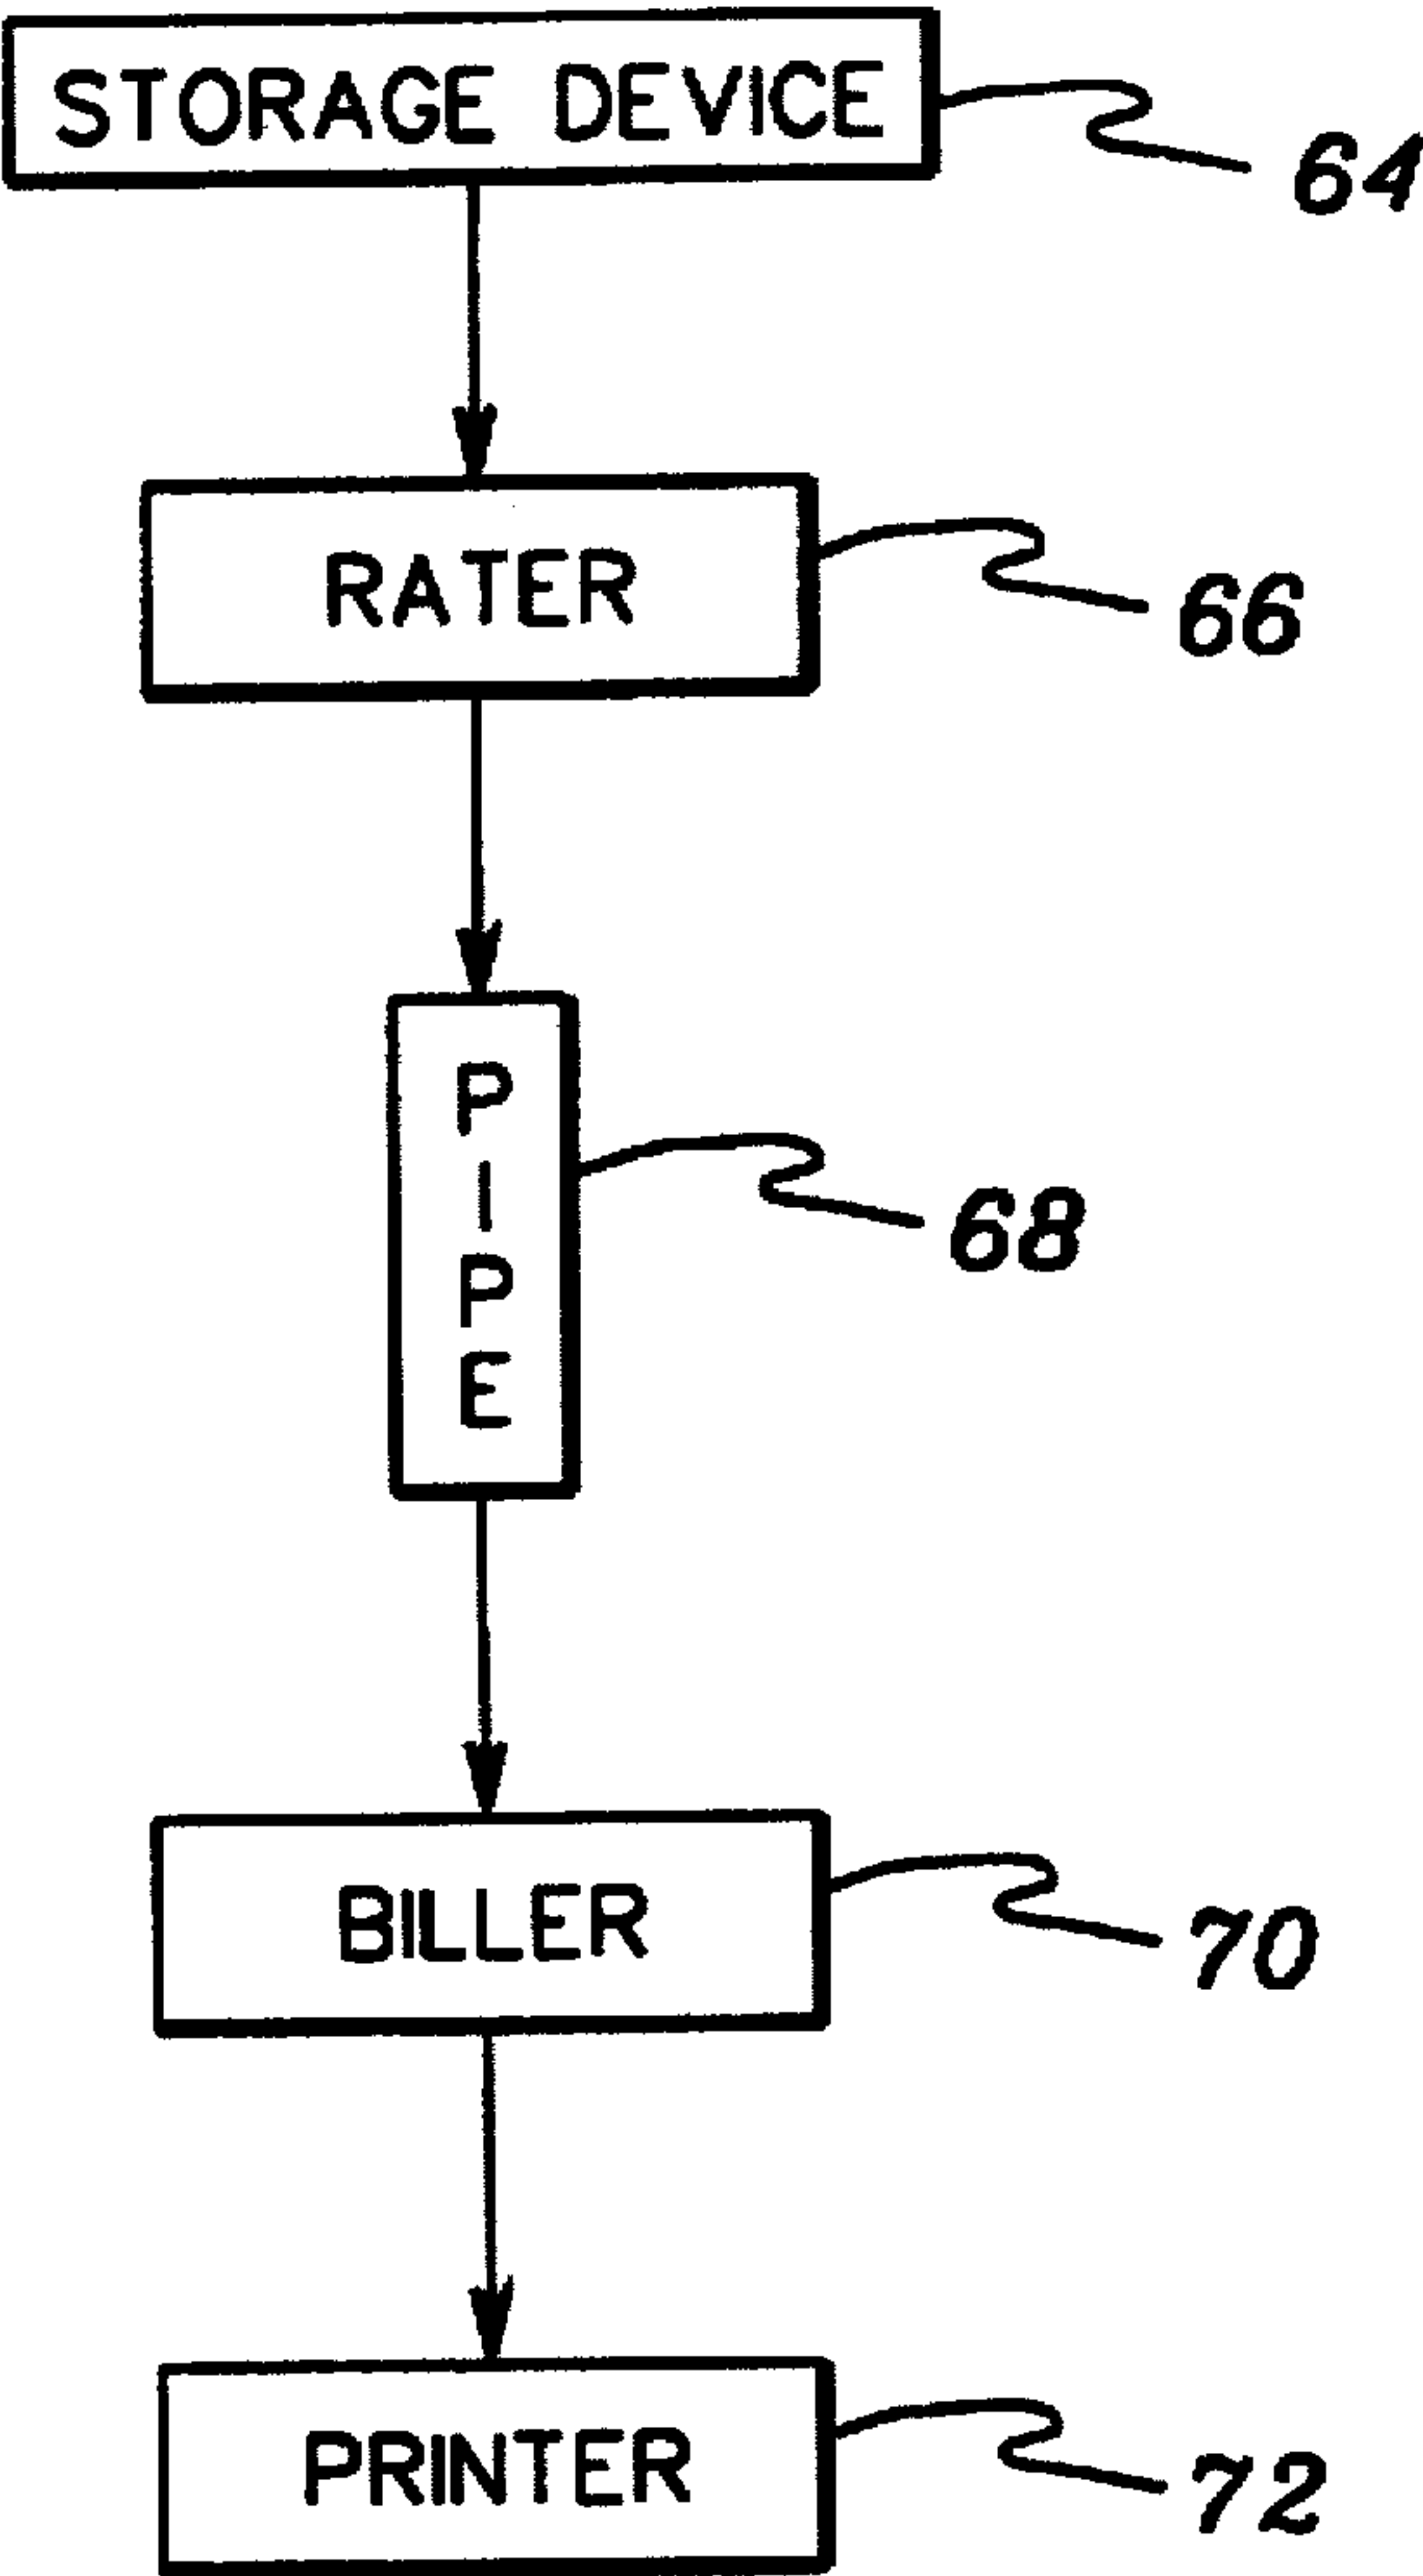 STORAGE DEVICE
64
RATER
66
P
I
P
E
68
BILLER
70
PRINTER
72